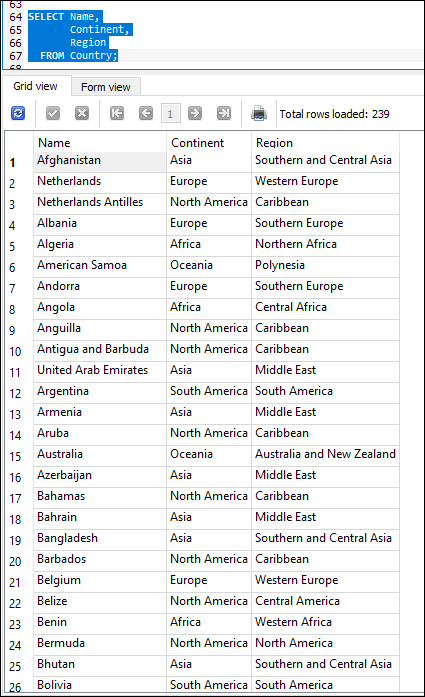 63
64 SELECT Name,
65 Continent,
66 Region
67 FROM Country;
Grid view Form view
1 Total rows loaded: 239
Name Continent Region
1 Afghanistan Asia Southern and Central Asia
2 Netherlands Europe Western Europe
3 Netherlands Antilles North America Caribbean
4 Albania Europe Southern Europe
5 Algeria Africa Northern Africa
6 American Samoa Oceania Polynesia
7 Andorra Europe Southern Europe
8 Angola Africa Central Africa
9 Anguilla North America Caribbean
10 Antigua and Barbuda North America Caribbean
11 United Arab Emirates Asia Middle East
12 Argentina South America South America
13 Armenia Asia Middle East
14 Aruba North America Caribbean
15 Australia Oceania Australia and New Zealand
16 Azerbaijan Asia Middle East
17 Bahamas North America Caribbean
18 Bahrain Asia Middle East
19 Bangladesh Asia Southern and Central Asia
20 Barbados North America Caribbean
21 Belgium Europe Western Europe
22 Belize North America Central America
23 Benin Africa Western Africa
24 Bermuda North America North America
25 Bhutan Asia Southern and Central Asia
26 Bolivia South America South America